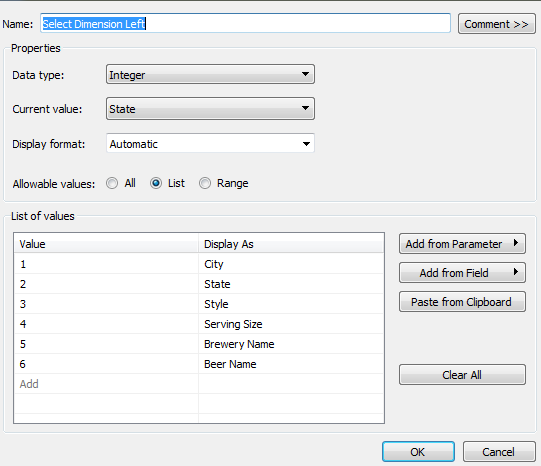 Name: Select Dimension Left Comment >>
Properties
Data type: Integer
Current value: State
Display format: Automatic
Allowable values: All List Range
List of values
Value Display As
1 City
2 State
3 Style
4 Serving Size
5 Brewery Name
6 Beer Name
Add
Add from Parameter
Add from Field
Paste from Clipboard
Clear All
OK Cancel